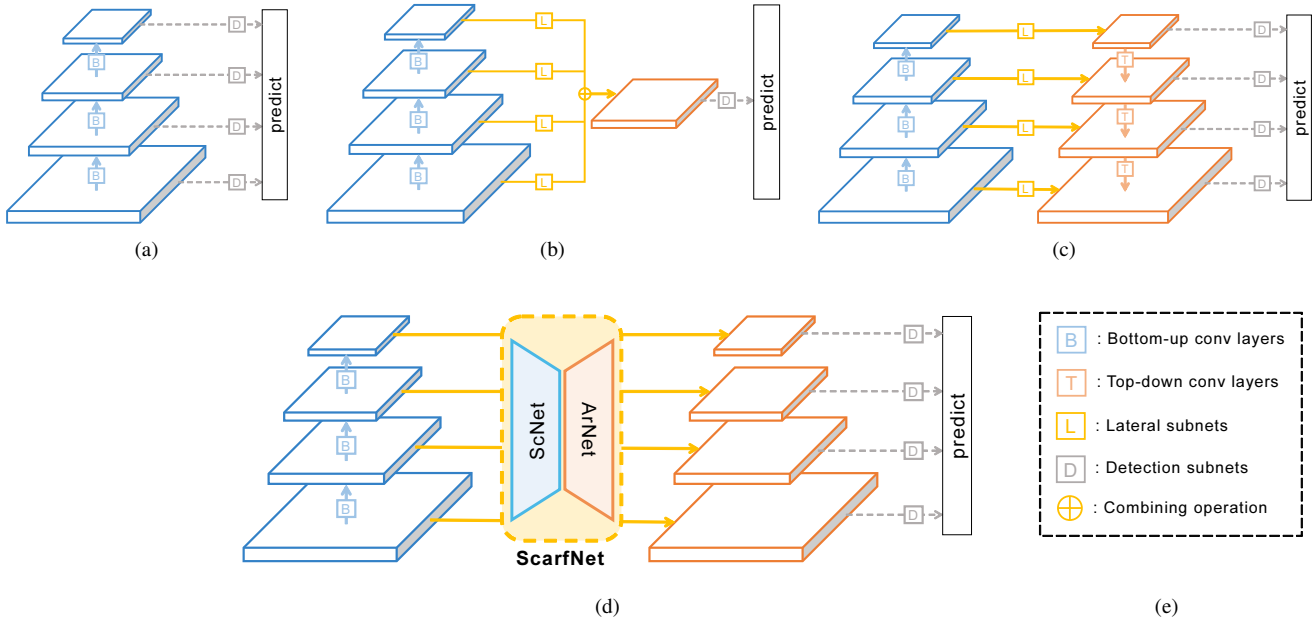 D
B
D
B
D
B
D
predict
(a)
L
B
L
B
L
B
L
D
predict
(b)
L
D
B
T
L
D
B
T
L
D
B
T
L
D
predict
(c)
D
B
D
B
D
B
D
ScNet
ArNet
predict
ScarfNet
(d)
B : Bottom-up conv layers
T : Top-down conv layers
L : Lateral subnets
D : Detection subnets
: Combining operation
(e)